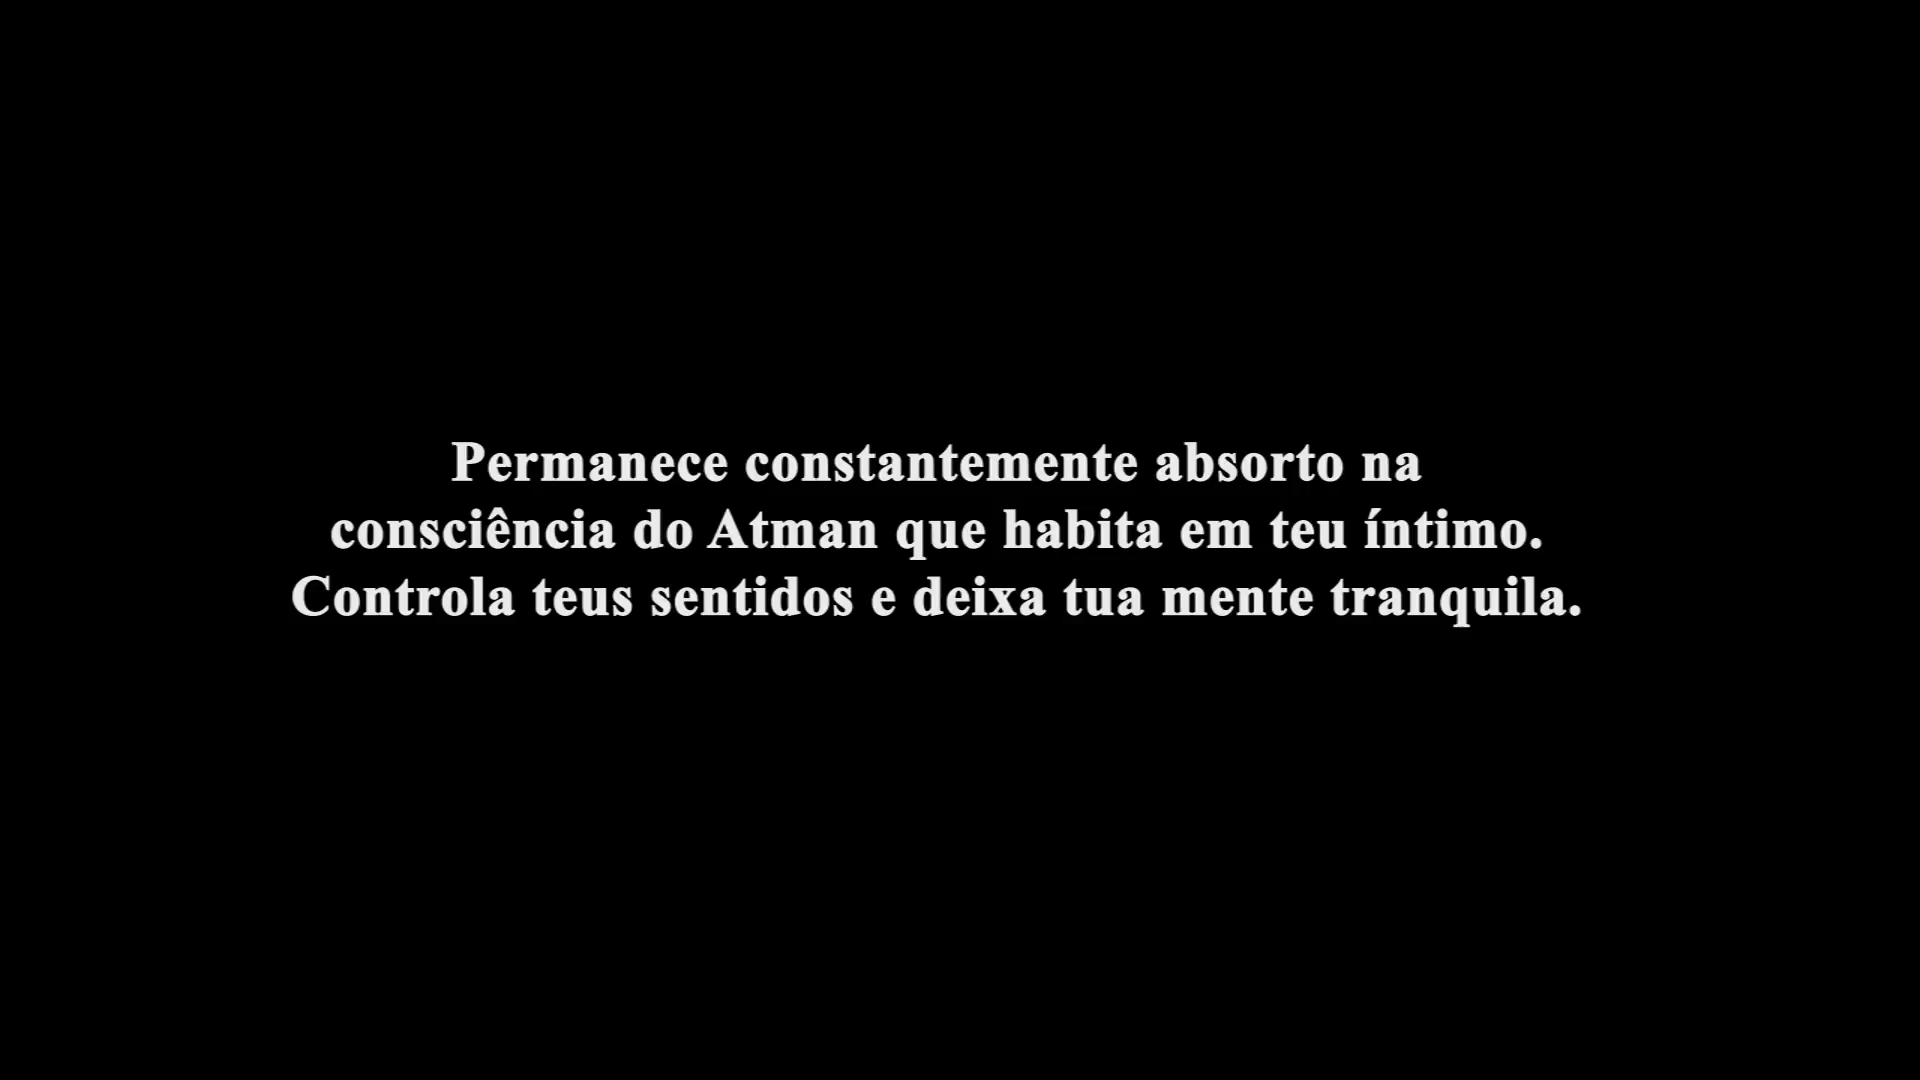 Permanece constantemente absorto na
consciência do Atman que habita em teu íntimo.
Controla teus sentidos e deixa tua mente tranquila.